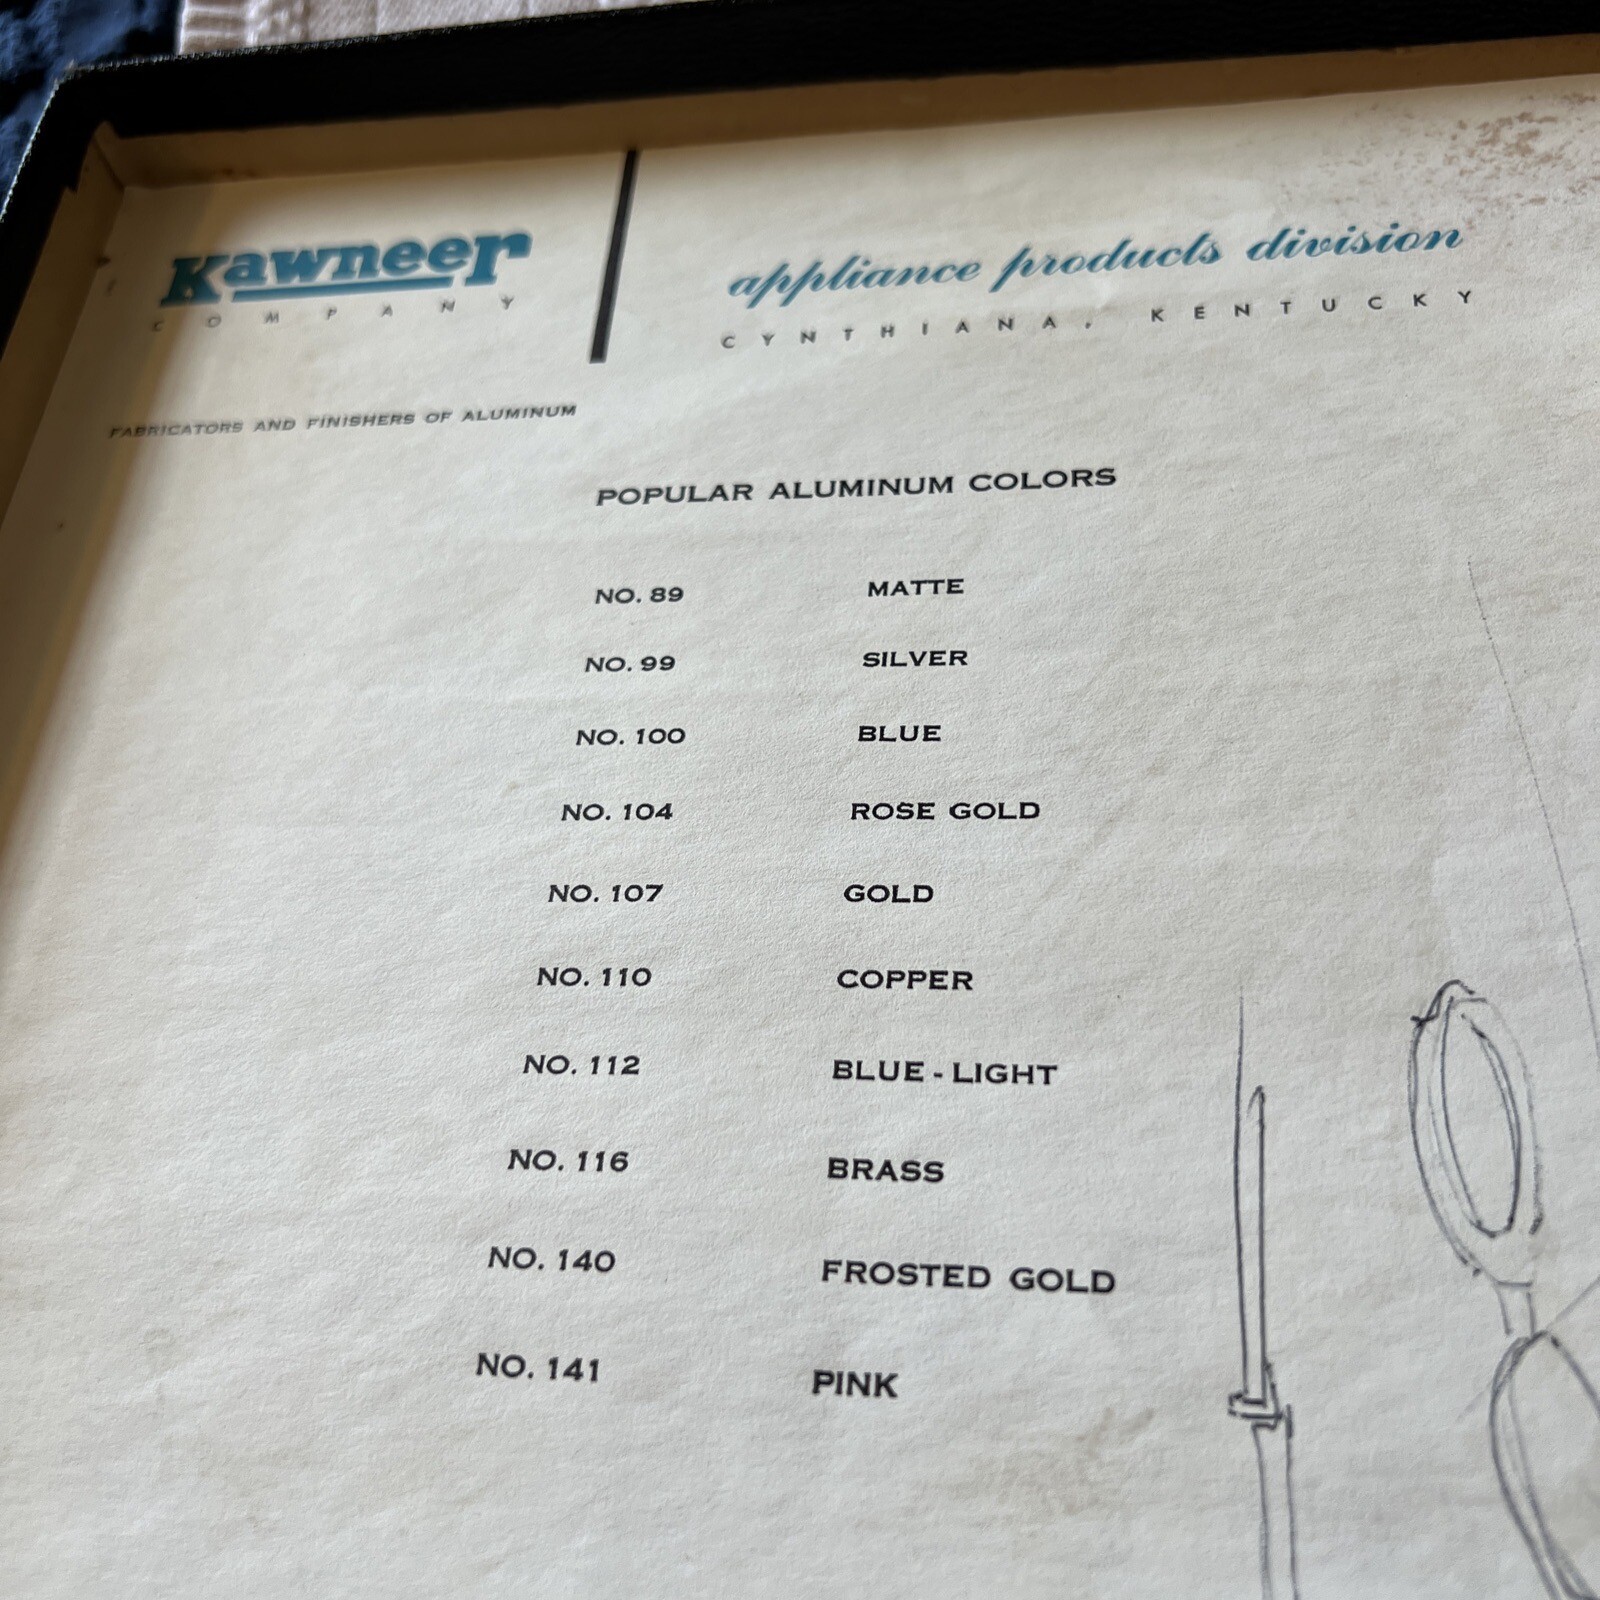 Kawneer
COMPANY
appliance products division
CYNTHIANA, KENTUCKY
FABRICATORS AND FINISHERS OF ALUMINUM
POPULAR ALUMINUM COLORS
NO. 89 MATTE
NO. 99 SILVER
NO. 100 BLUE
NO. 104 ROSE GOLD
NO. 107 GOLD
NO. 110 COPPER
NO. 112 BLUE - LIGHT
NO. 116 BRASS
NO. 140 FROSTED GOLD
NO. 141 PINK